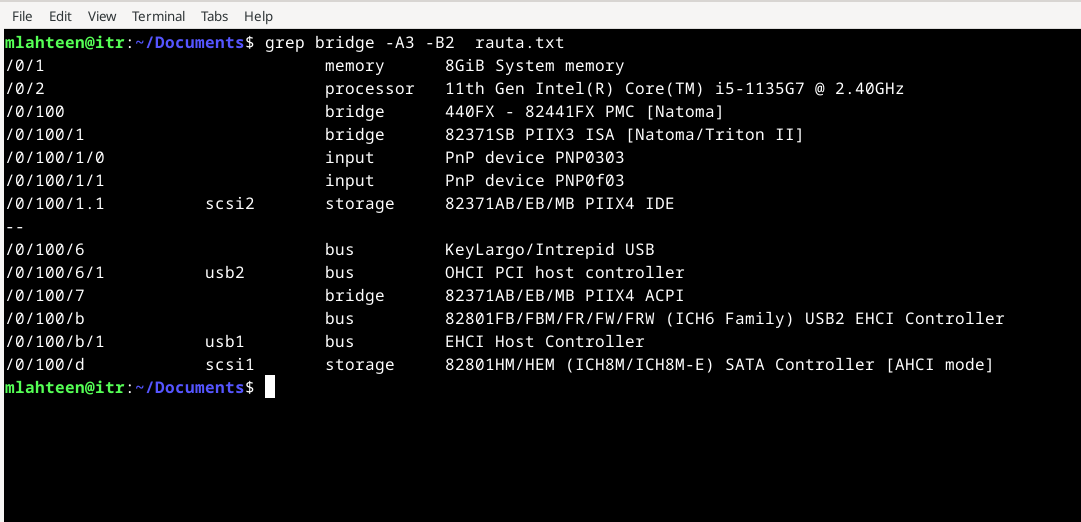 File Edit View Terminal Tabs Help
mlahteen@itr:~/Documents$ grep bridge -A3 -B2  rauta.txt
/0/1                            memory      8GiB System memory
/0/2                            processor   11th Gen Intel(R) Core(TM) i5-1135G7 @ 2.40GHz
/0/100                          bridge      440FX - 82441FX PMC [Natoma]
/0/100/1                        bridge      82371SB PIIX3 ISA [Natoma/Triton II]
/0/100/1/0                      input       PnP device PNP0303
/0/100/1/1                      input       PnP device PNP0f03
/0/100/1.1          scsi2       storage     82371AB/EB/MB PIIX4 IDE
--
/0/100/6                        bus         KeyLargo/Intrepid USB
/0/100/6/1          usb2        bus         OHCI PCI host controller
/0/100/7                        bridge      82371AB/EB/MB PIIX4 ACPI
/0/100/b                        bus         82801FB/FBM/FR/FW/FRW (ICH6 Family) USB2 EHCI Controller
/0/100/b/1          usb1        bus         EHCI Host Controller
/0/100/d            scsi1       storage     82801HM/HEM (ICH8M/ICH8M-E) SATA Controller [AHCI mode]
mlahteen@itr:~/Documents$